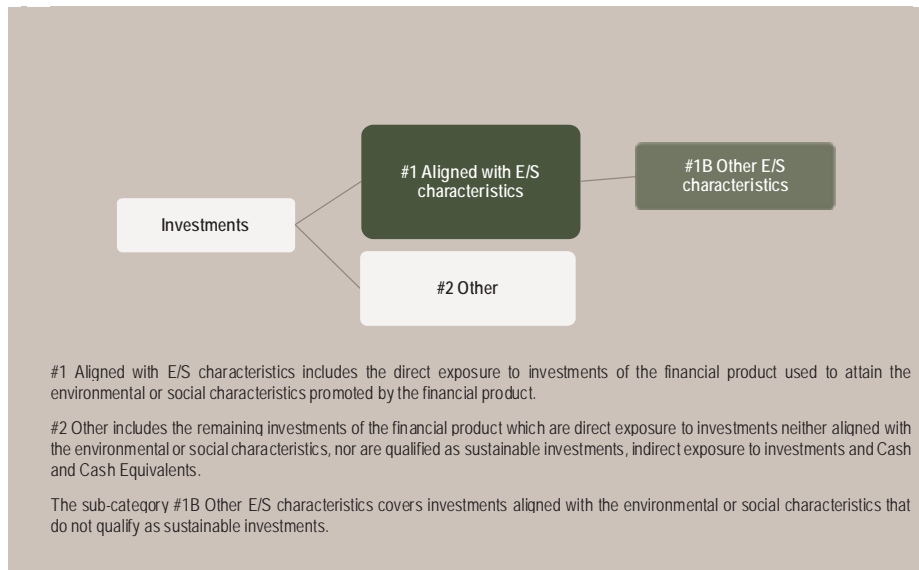 #1 Aligned with E/S
characteristics
#1B Other E/S
characteristics
Investments
#2 Other
#1 Aligned with E/S characteristics includes the direct exposure to investments of the financial product used to attain the
environmental or social characteristics promoted by the financial product.
#2 Other includes the remaining investments of the financial product which are direct exposure to investments neither aligned with
the environmental or social characteristics, nor are qualified as sustainable investments, indirect exposure to investments and Cash
and Cash Equivalents.
The sub-category #1B Other E/S characteristics covers investments aligned with the environmental or social characteristics that
do not qualify as sustainable investments.